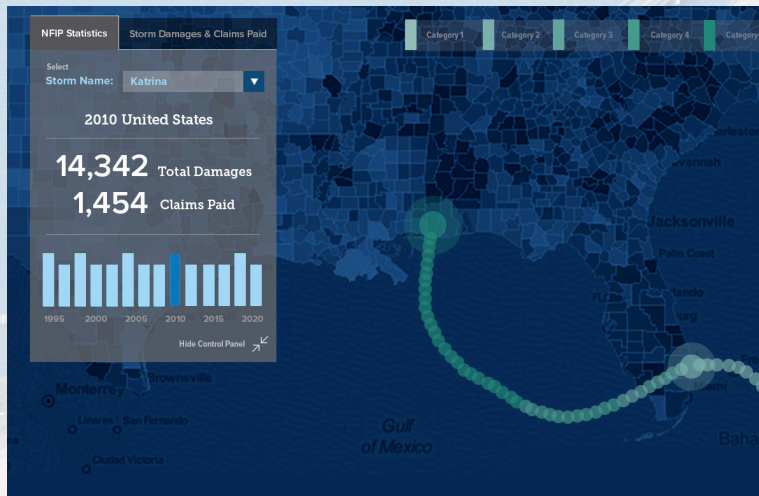 NFIP Statistics
Storm Damages & Claims Paid
Category 1
Category 2
Category 3
Category 4
Category
Select
Storm Name:
Katrina
2010 United States
14,342 Total Damages
1,454 Claims Paid
1995 2000 2005 2010 2015 2020
Hide Control Panel
Jacksonville
Palm Coast
Monterrey
Brownsville
Linares
San Fernando
Ciudad Victoria
Gulf
of Mexico